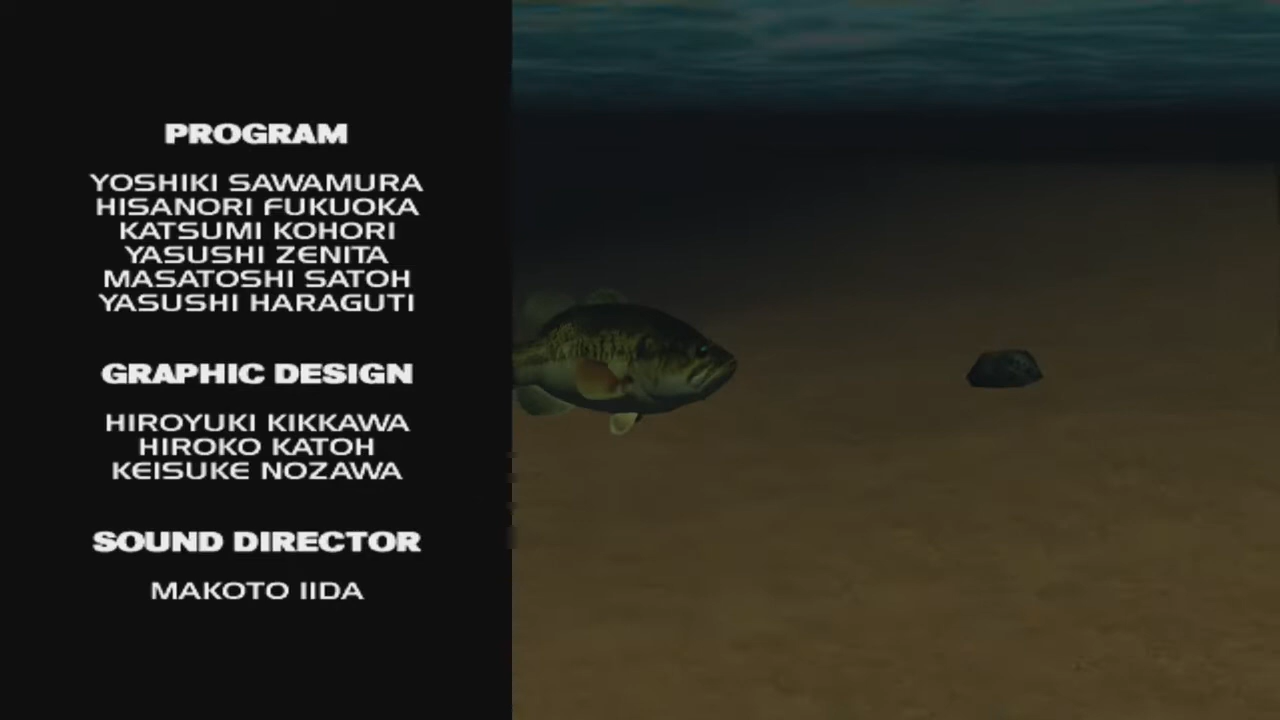 PROGRAM
YOSHIKI SAWAMURA
HISANORI FUKUOKA
KATSUMI KOHORI
YASUSHI ZENITA
MASATOSHI SATOH
YASUSHI HARAGUTI
GRAPHIC DESIGN
HIROYUKI KIKKAWA
HIROKO KATOH
KEISUKE NOZAWA
SOUND DIRECTOR
MAKOTO IIDA